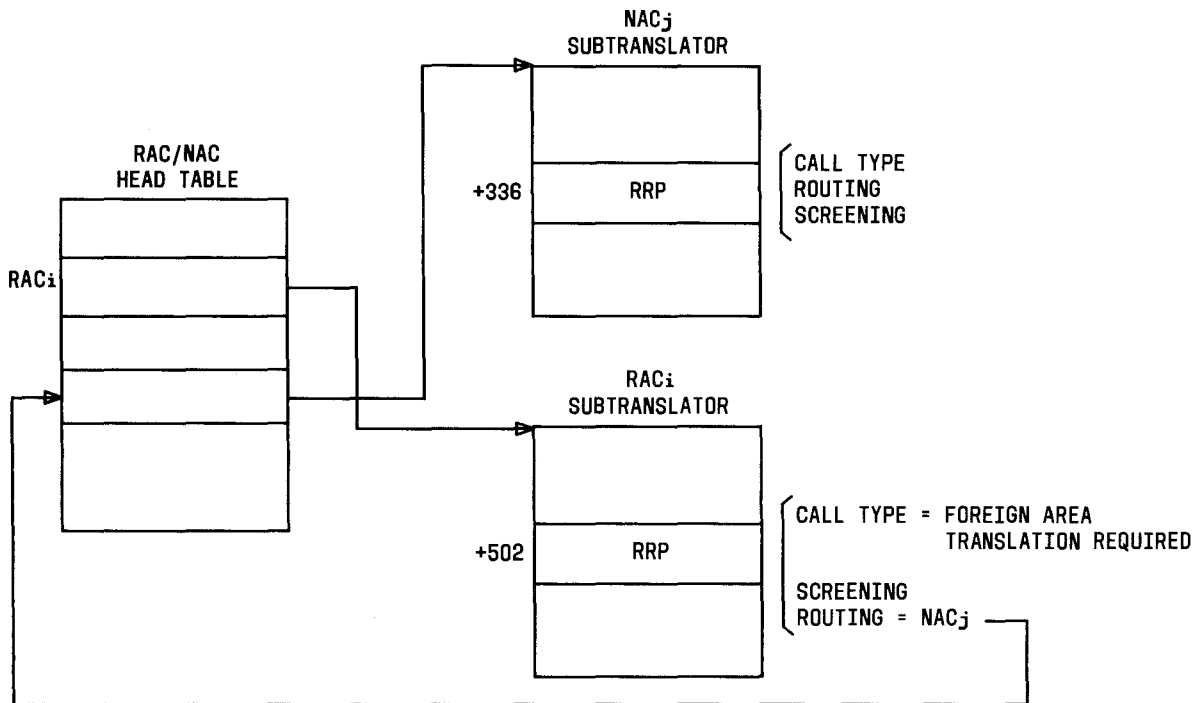 NACj
SUBTRANSLATOR
RAC/NAC
HEAD TABLE
+336
RRP
CALL TYPE
ROUTING
SCREENING
RACi
RACi
SUBTRANSLATOR
+502
RRP
CALL TYPE = FOREIGN AREA
TRANSLATION REQUIRED
SCREENING
ROUTING = NACj